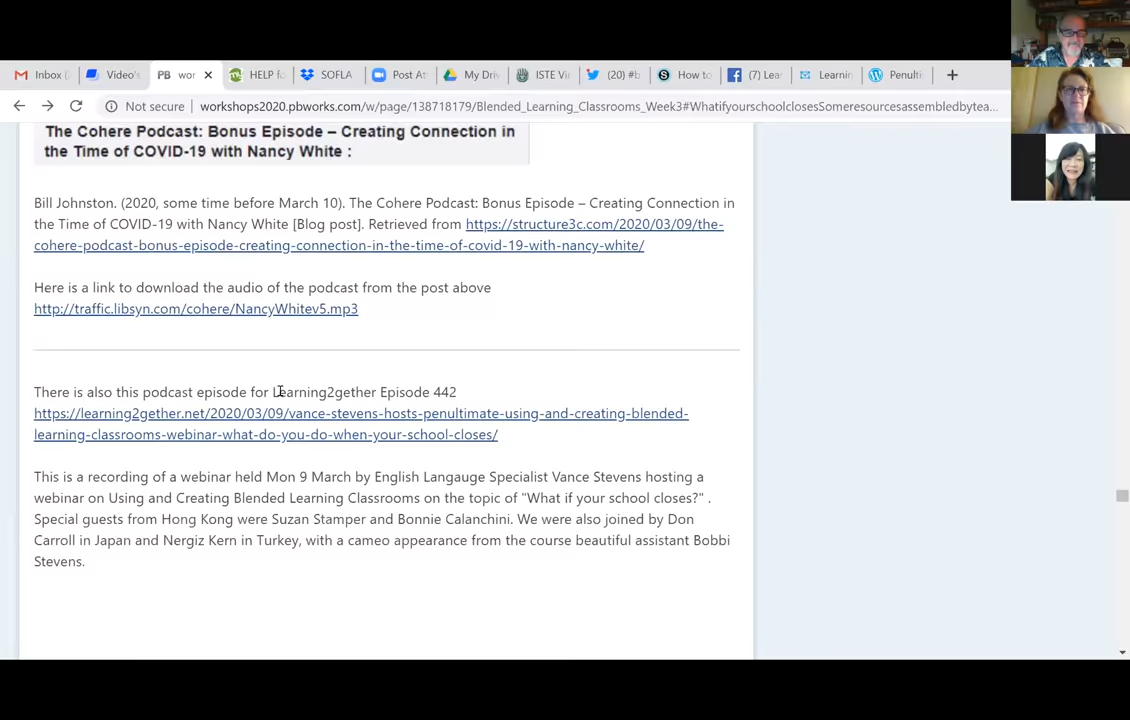 Inbox (
Video's
PB wor
HELP fo
SOFLA
Post At
My Driv
ISTE Vi
(20) #b
How to
(7) Lea
Learnin
Penulti
Not secure
workshops2020.pbworks.com/w/page/138718179/Blended_Learning_Classrooms_Week3#WhatifyourschoolclosesSomeresourcesassembledbytea...
The Cohere Podcast: Bonus Episode – Creating Connection in
the Time of COVID-19 with Nancy White :
Bill Johnston. (2020, some time before March 10). The Cohere Podcast: Bonus Episode – Creating Connection in
the Time of COVID-19 with Nancy White [Blog post]. Retrieved from https://structure3c.com/2020/03/09/the-
cohere-podcast-bonus-episode-creating-connection-in-the-time-of-covid-19-with-nancy-white/
Here is a link to download the audio of the podcast from the post above
http://traffic.libsyn.com/cohere/NancyWhitev5.mp3
There is also this podcast episode for Learning2gether Episode 442
https://learning2gether.net/2020/03/09/vance-stevens-hosts-penultimate-using-and-creating-blended-
learning-classrooms-webinar-what-do-you-do-when-your-school-closes/
This is a recording of a webinar held Mon 9 March by English Langauge Specialist Vance Stevens hosting a
webinar on Using and Creating Blended Learning Classrooms on the topic of "What if your school closes?" .
Special guests from Hong Kong were Suzan Stamper and Bonnie Calanchini. We were also joined by Don
Carroll in Japan and Nergiz Kern in Turkey, with a cameo appearance from the course beautiful assistant Bobbi
Stevens.